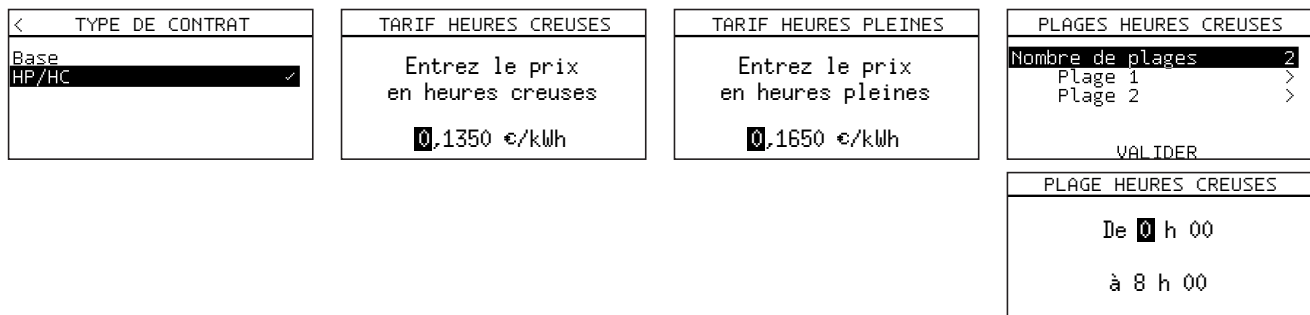 < TYPE DE CONTRAT
Base
HP/HC ✓
TARIF HEURES CREUSES
Entrez le prix
en heures creuses
0,1350 €/kWh
TARIF HEURES PLEINES
Entrez le prix
en heures pleines
0,1650 €/kWh
PLAGES HEURES CREUSES
Nombre de plages 2
Plage 1 >
Plage 2 >
VALIDER
PLAGE HEURES CREUSES
De 0 h 00
à 8 h 00